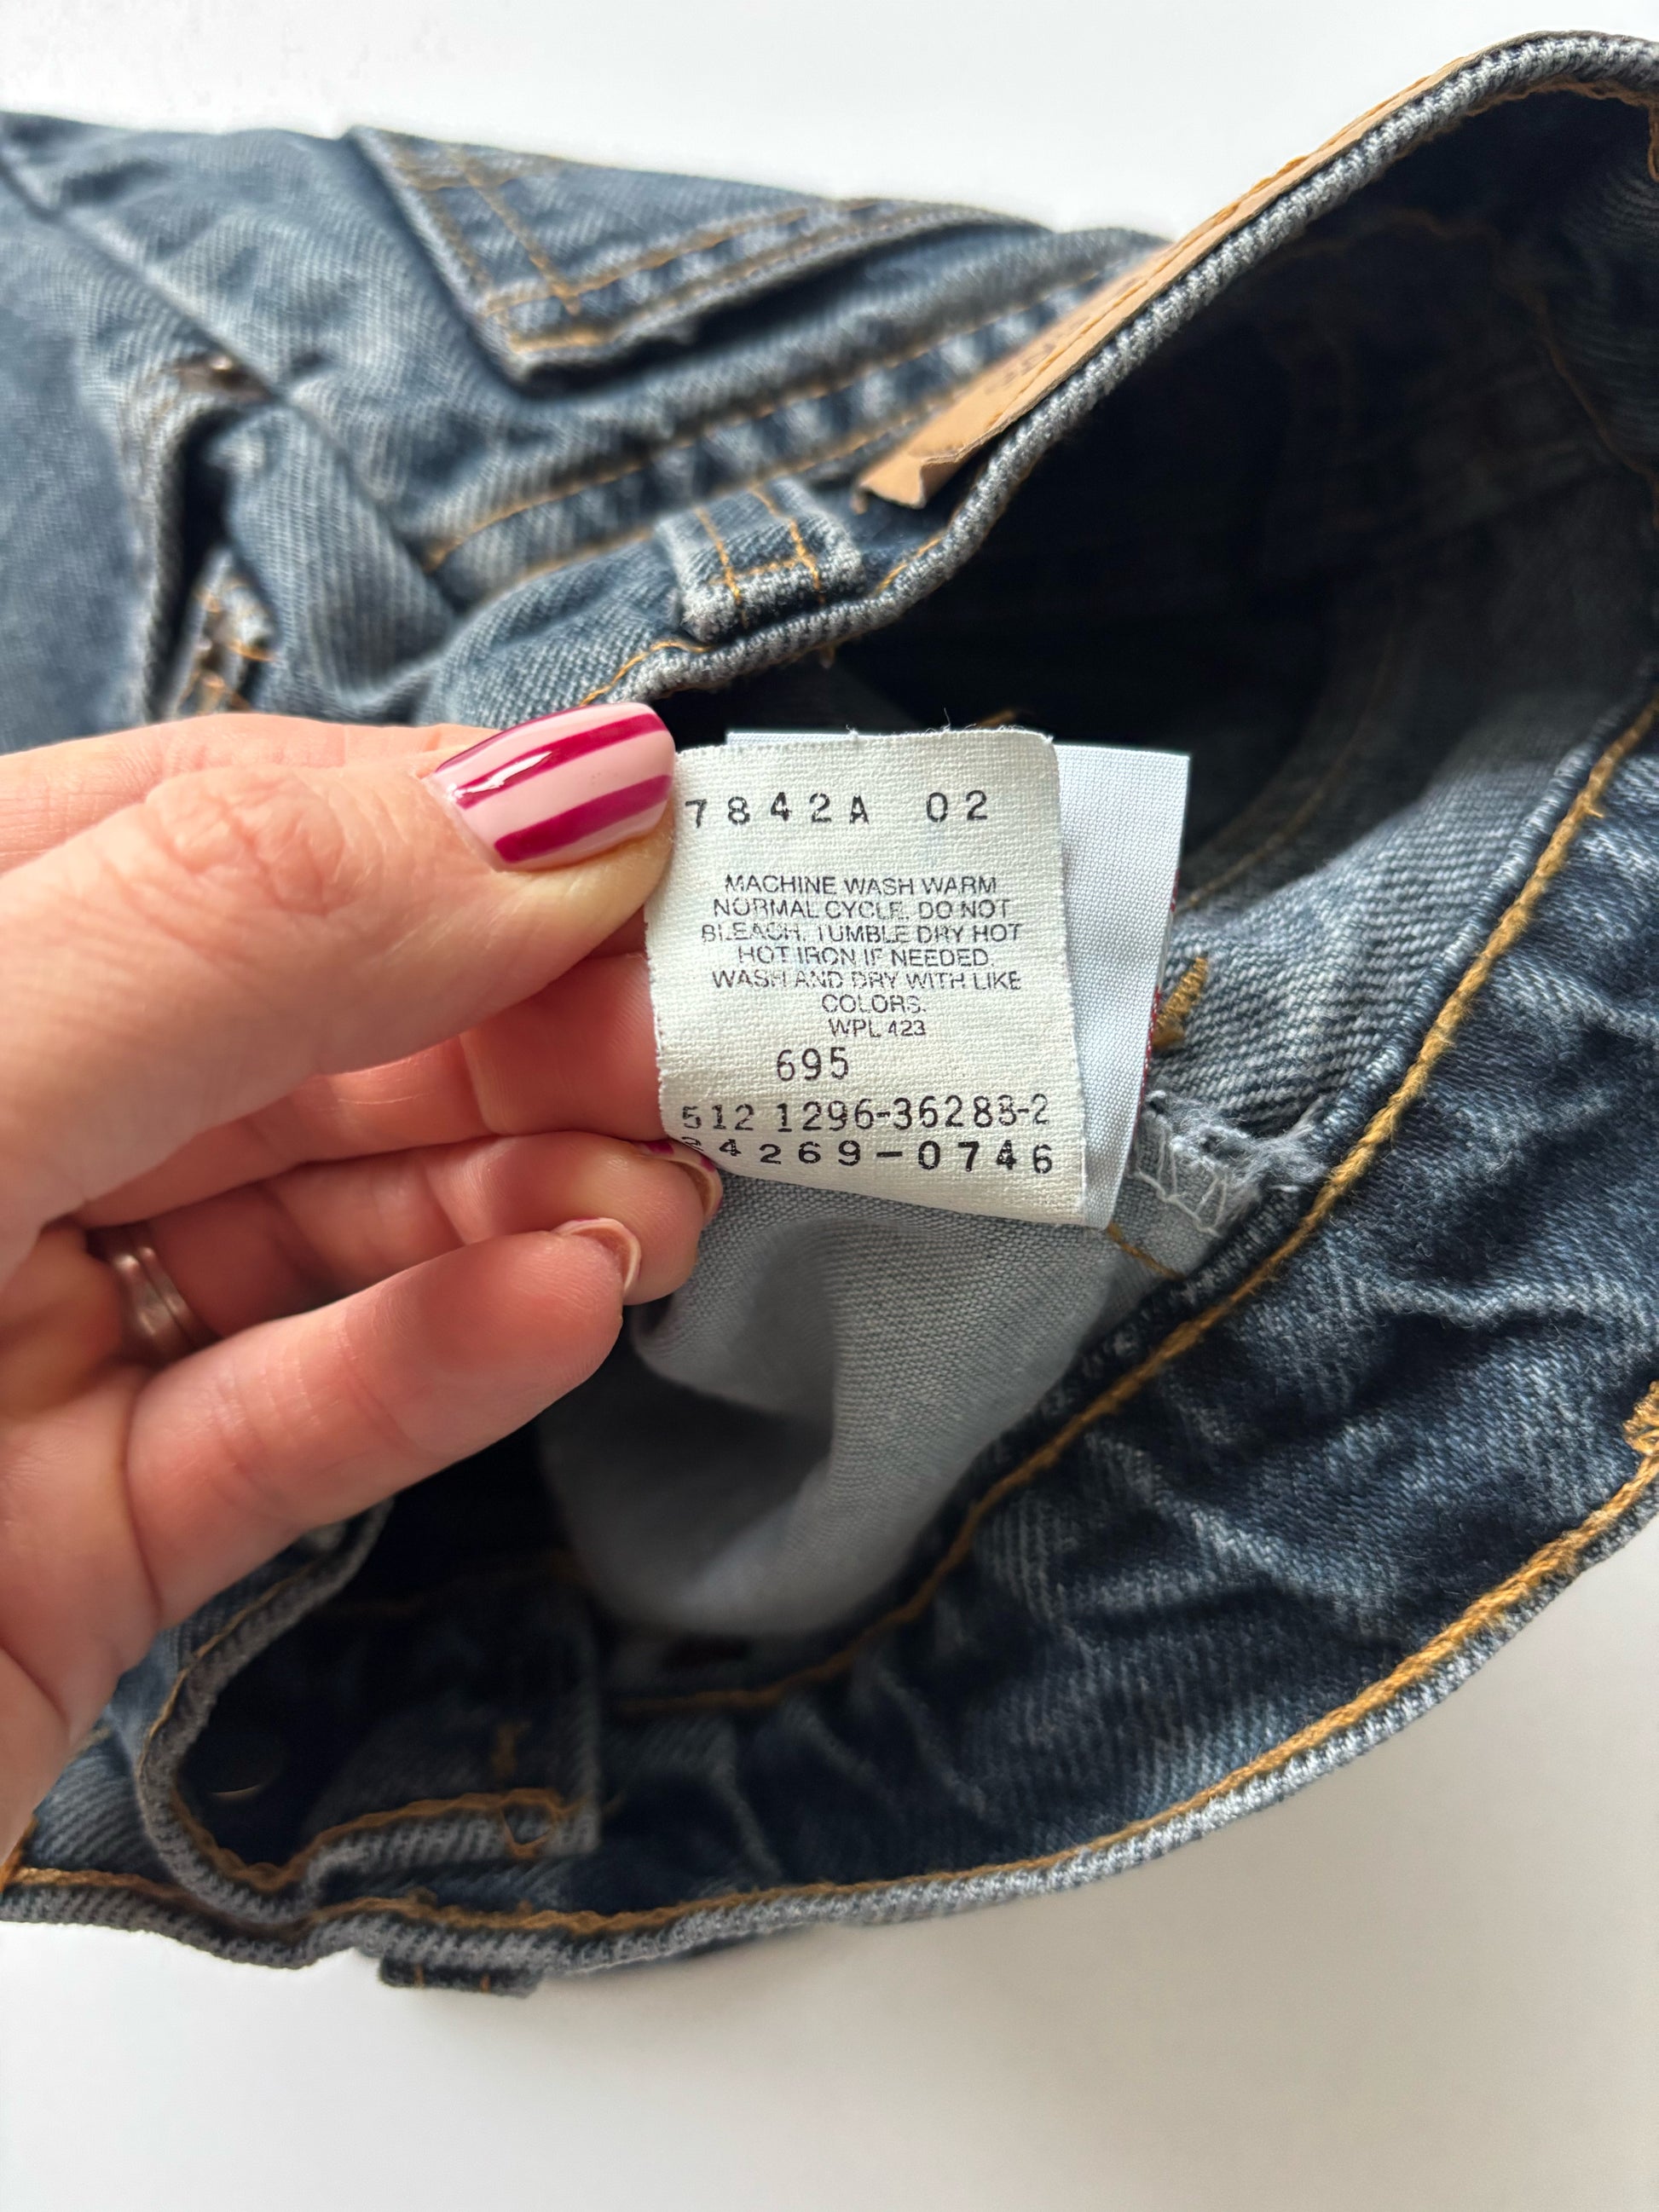 7842A 02
MACHINE WASH WARM
NORMAL CYCLE. DO NOT
BLEACH. TUMBLE DRY HOT
HOT IRON IF NEEDED.
WASH AND DRY WITH LIKE
COLORS.
WPL 423
695
512 1296-36288-2
4269-0746